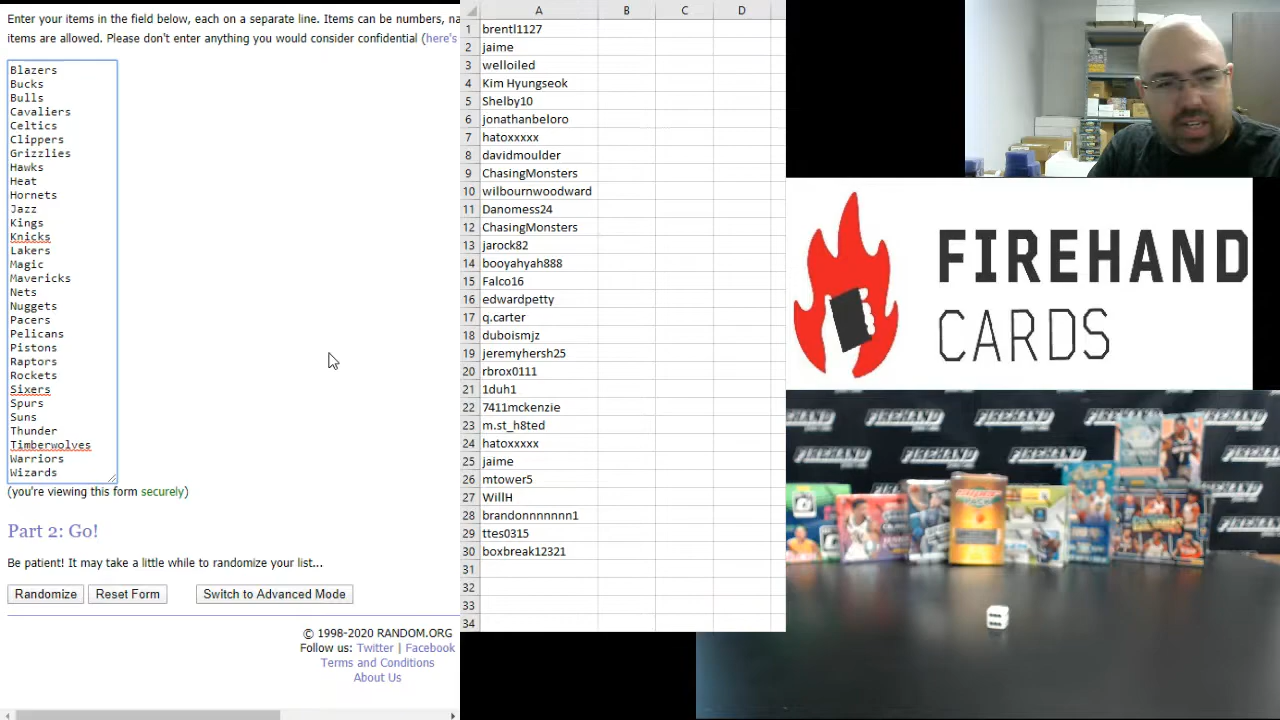 Enter your items in the field below, each on a separate line. Items can be numbers, na
items are allowed. Please don't enter anything you would consider confidential (here's
Blazers
Bucks
Bulls
Cavaliers
Celtics
Clippers
Grizzlies
Hawks
Heat
Hornets
Jazz
Kings
Knicks
Lakers
Magic
Mavericks
Nets
Nuggets
Pacers
Pelicans
Pistons
Raptors
Rockets
Sixers
Spurs
Suns
Thunder
Timberwolves
Warriors
Wizards
(you're viewing this form securely)
Part 2: Go!
Be patient! It may take a little while to randomize your list...
Randomize Reset Form Switch to Advanced Mode
© 1998-2020 RANDOM.ORG
Follow us: Twitter | Facebook
Terms and Conditions
About Us
A B C D
1 brentl1127
2 jaime
3 welloiled
4 Kim Hyungseok
5 Shelby10
6 jonathanbeloro
7 hatoxxxxx
8 davidmoulder
9 ChasingMonsters
10 wilbournwoodward
11 Danomess24
12 ChasingMonsters
13 jarock82
14 booyahyah888
15 Falco16
16 edwardpetty
17 q.carter
18 duboismjz
19 jeremyhersh25
20 rbrox0111
21 1duh1
22 7411mckenzie
23 m.st_h8ted
24 hatoxxxxx
25 jaime
26 mtower5
27 WillH
28 brandonnnnnnn1
29 ttes0315
30 boxbreak12321
31
32
33
34
FIREHAND
CARDS
FIREHAND